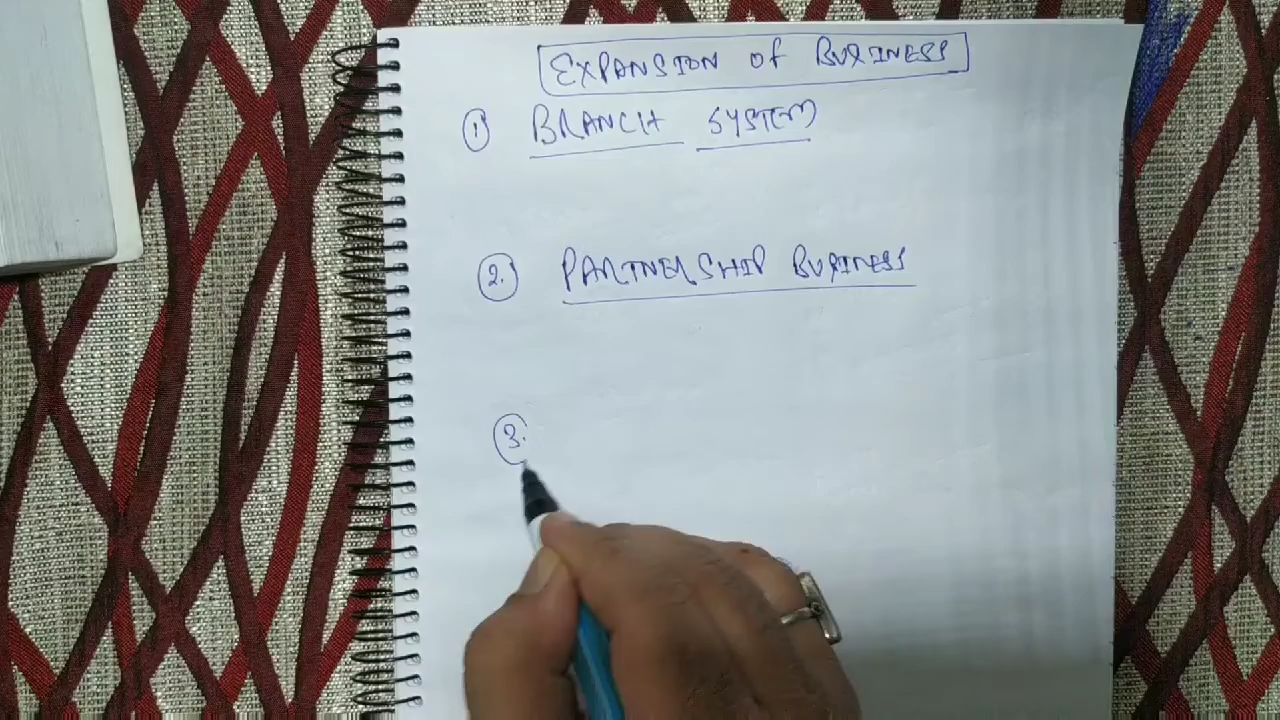 EXPANSION of BUSINESS
1) BRANCH SYSTEM
2. PARTNERSHIP BUSINESS
3.